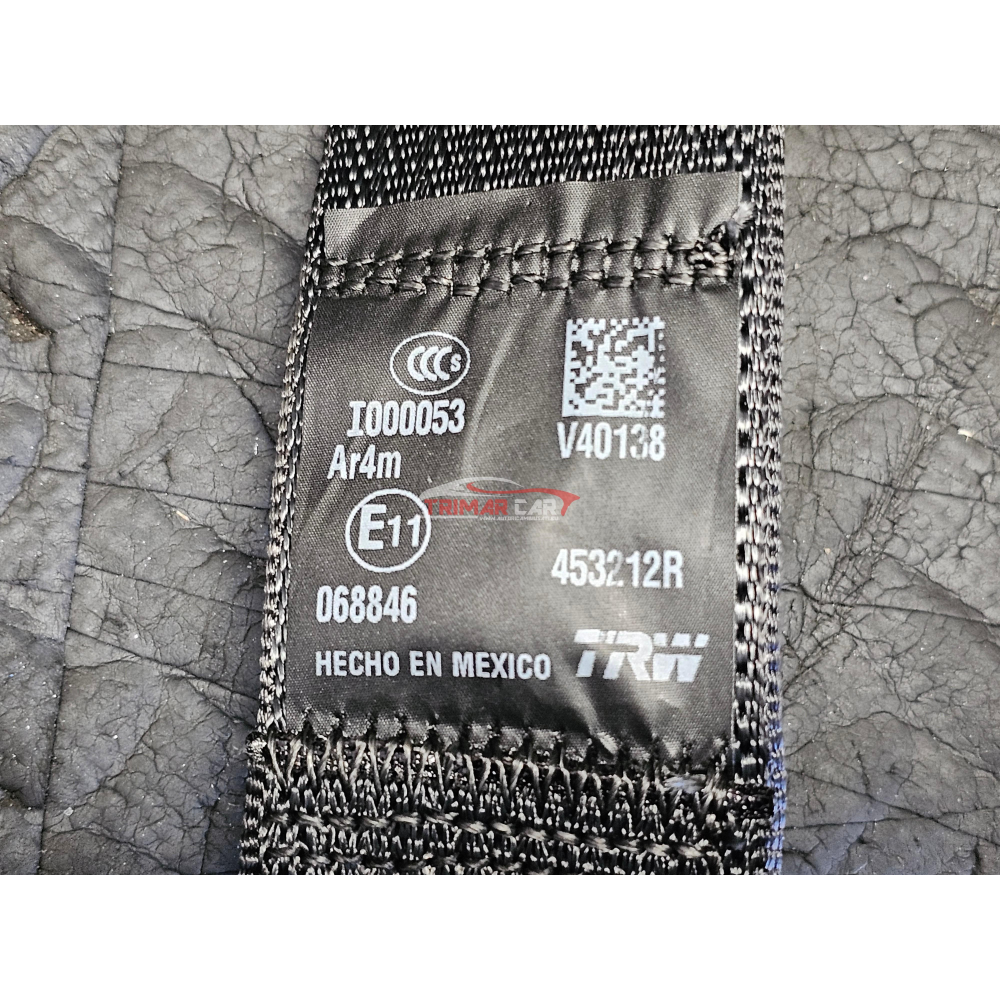 CCC S
I000053
Ar4m
V40138
E11
453212R
068846
HECHO EN MEXICO
TRW
TRIMAR CAR